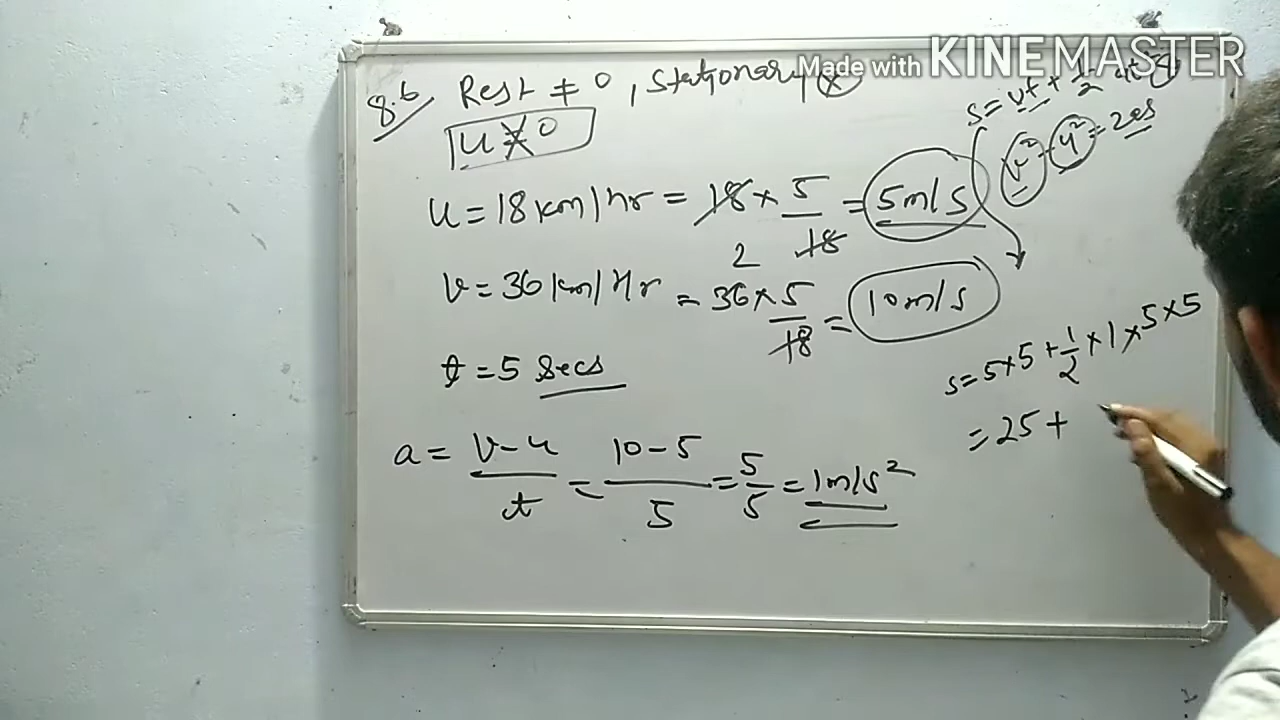 Made with KINEMASTER
8.6 Rest ≠ 0, stationary ×
u ≠ 0
s = ut + 1/2 at²
v² - u² = 2as
u = 18 km/hr = 18 × 5/18 = 5 m/s
v = 36 km/Hr = 36 × 5/18 = 10 m/s
2
t = 5 secs
s = 5×5 + 1/2 × 1 × 5×5
= 25 +
a = v-u/t = 10-5/5 = 5/5 = 1 m/s²